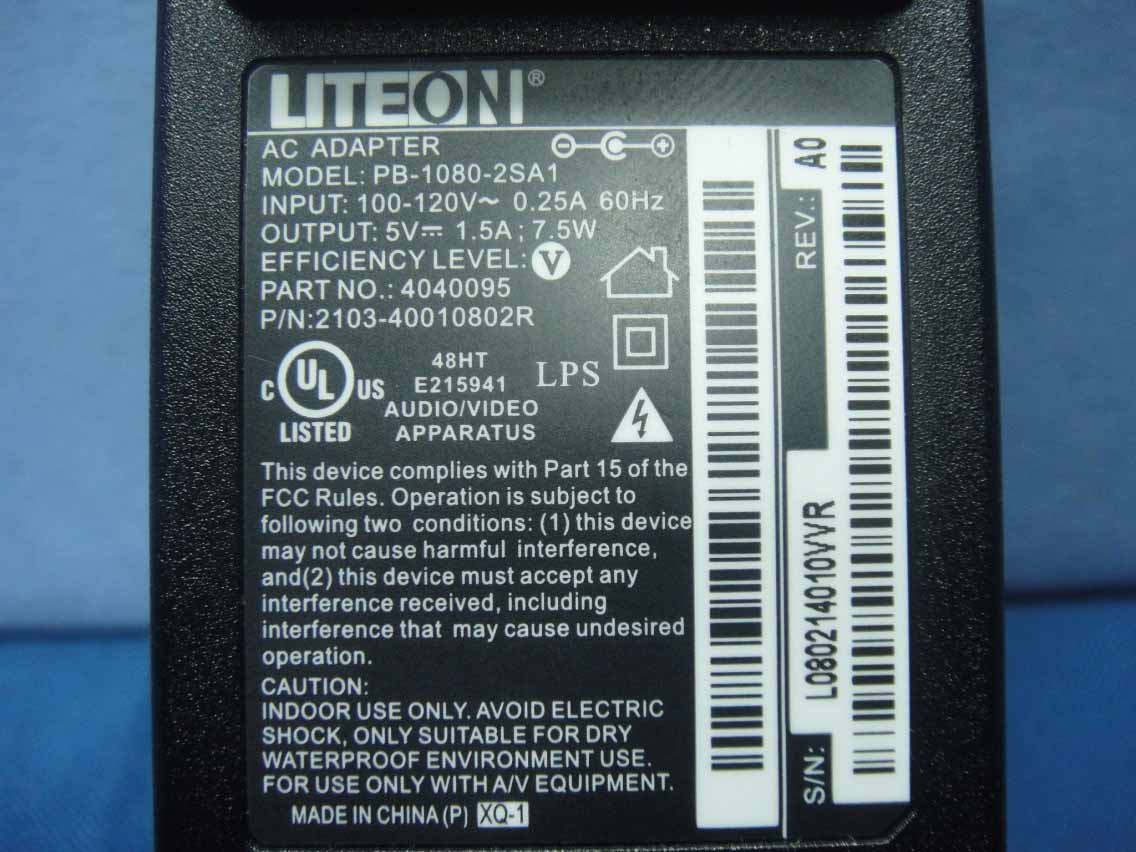 LITEON®
AC ADAPTER
MODEL: PB-1080-2SA1
INPUT: 100-120V~ 0.25A 60Hz
OUTPUT: 5V⎓ 1.5A; 7.5W
EFFICIENCY LEVEL: V
PART NO.: 4040095
P/N:2103-40010802R
C UL US
LISTED
48HT
E215941
AUDIO/VIDEO
APPARATUS
LPS
This device complies with Part 15 of the
FCC Rules. Operation is subject to
following two conditions: (1) this device
may not cause harmful interference,
and(2) this device must accept any
interference received, including
interference that may cause undesired
operation.
CAUTION:
INDOOR USE ONLY. AVOID ELECTRIC
SHOCK, ONLY SUITABLE FOR DRY
WATERPROOF ENVIRONMENT USE.
FOR USE ONLY WITH A/V EQUIPMENT.
MADE IN CHINA (P) XQ-1
REV.: A0
S/N: L080214010VVR